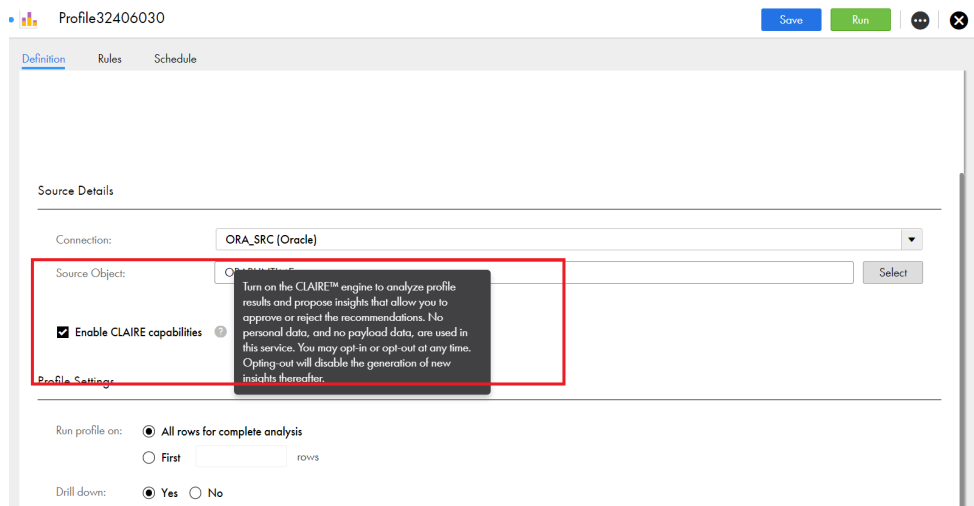 Profile32406030
Save
Run
Definition
Rules
Schedule
Source Details
Connection:
ORA_SRC (Oracle)
Source Object:
Select
Turn on the CLAIRE™ engine to analyze profile
results and propose insights that allow you to
approve or reject the recommendations. No
personal data, and no payload data, are used in
this service. You may opt-in or opt-out at any time.
Opting-out will disable the generation of new
insights thereafter.
Enable CLAIRE capabilities ?
Profile Settings
Run profile on:
All rows for complete analysis
First
rows
Drill down:
Yes
No